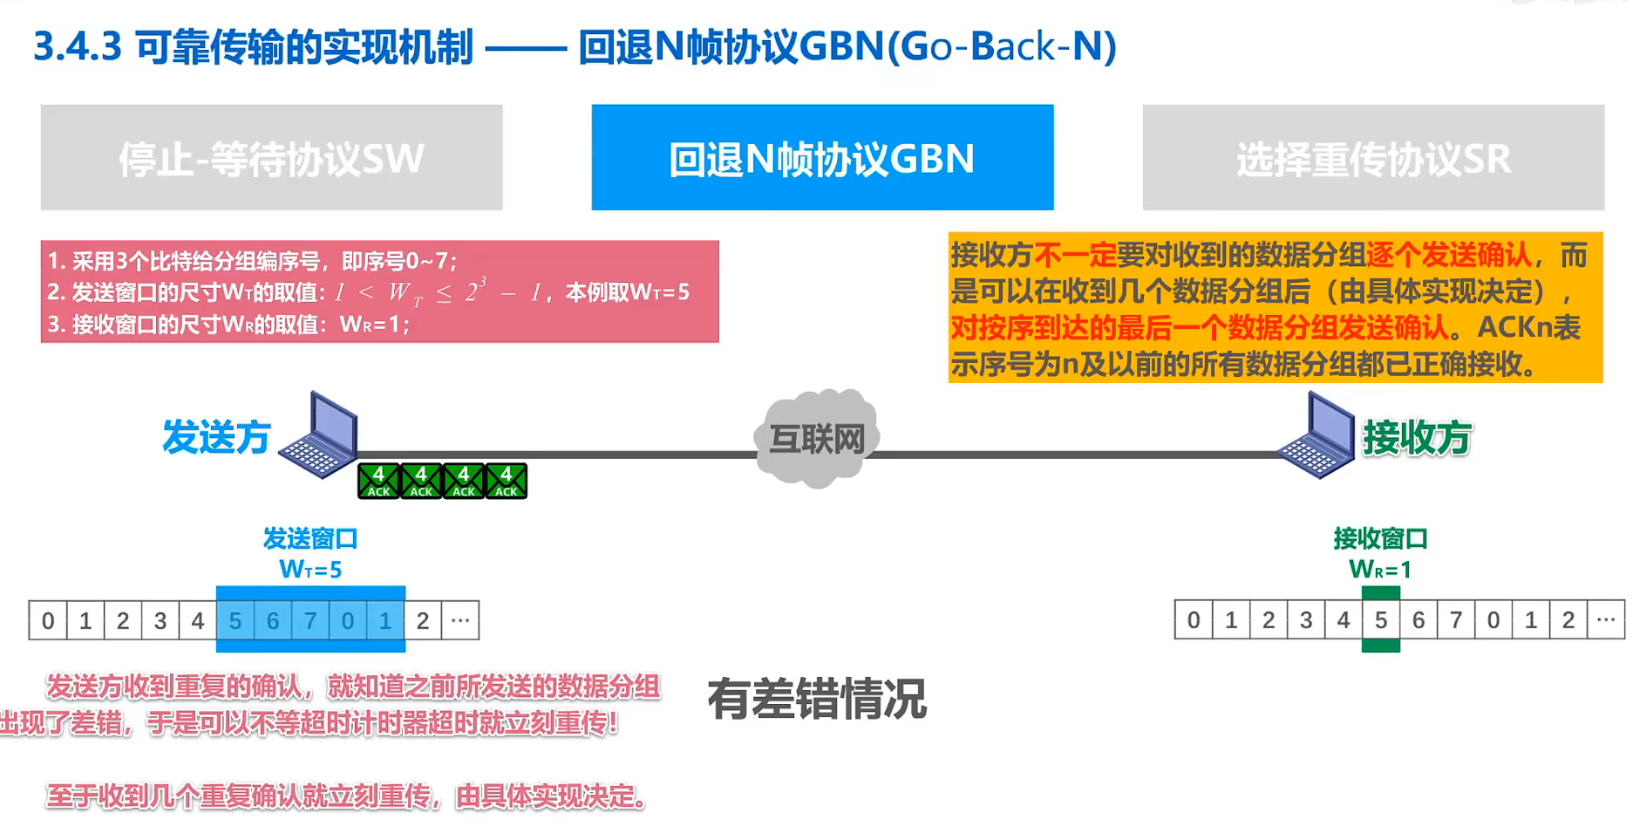 3.4.3 可靠传输的实现机制 —— 回退N帧协议GBN(Go-Back-N)
停止-等待协议SW
回退N帧协议GBN
选择重传协议SR
1. 采用3个比特给分组编序号，即序号0~7；
2. 发送窗口的尺寸WT的取值：1 < W_T ≤ 2^3 − 1，本例取WT=5
3. 接收窗口的尺寸WR的取值：WR=1；
接收方不一定要对收到的数据分组逐个发送确认，而
是可以在收到几个数据分组后（由具体实现决定），
对按序到达的最后一个数据分组发送确认。ACKn表
示序号为n及以前的所有数据分组都已正确接收。
发送方
互联网
接收方
4 4 4 4
ACK ACK ACK ACK
发送窗口
WT=5
0 1 2 3 4 5 6 7 0 1 2 …
接收窗口
WR=1
0 1 2 3 4 5 6 7 0 1 2 …
发送方收到重复的确认，就知道之前所发送的数据分组
出现了差错，于是可以不等超时计时器超时就立刻重传！
至于收到几个重复确认就立刻重传，由具体实现决定。
有差错情况